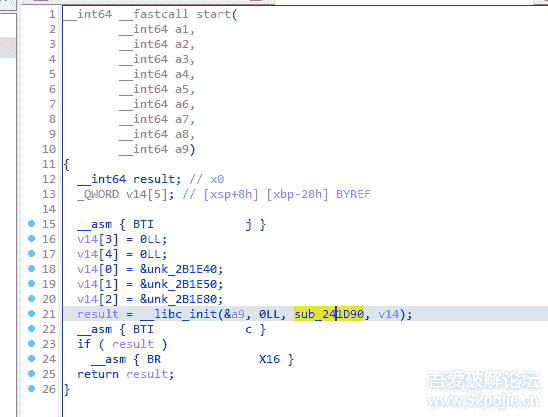 1 __int64 __fastcall start(
2 __int64 a1,
3 __int64 a2,
4 __int64 a3,
5 __int64 a4,
6 __int64 a5,
7 __int64 a6,
8 __int64 a7,
9 __int64 a8,
10 __int64 a9)
11 {
12 __int64 result; // x0
13 _QWORD v14[5]; // [xsp+8h] [xbp-28h] BYREF
14
15 __asm { BTI j }
16 v14[3] = 0LL;
17 v14[4] = 0LL;
18 v14[0] = &unk_2B1E40;
19 v14[1] = &unk_2B1E50;
20 v14[2] = &unk_2B1E80;
21 result = __libc_init(&a9, 0LL, sub_241D90, v14);
22 __asm { BTI c }
23 if ( result )
24 __asm { BR X16 }
25 return result;
26 }
吾爱破解论坛
www.52pojie.cn